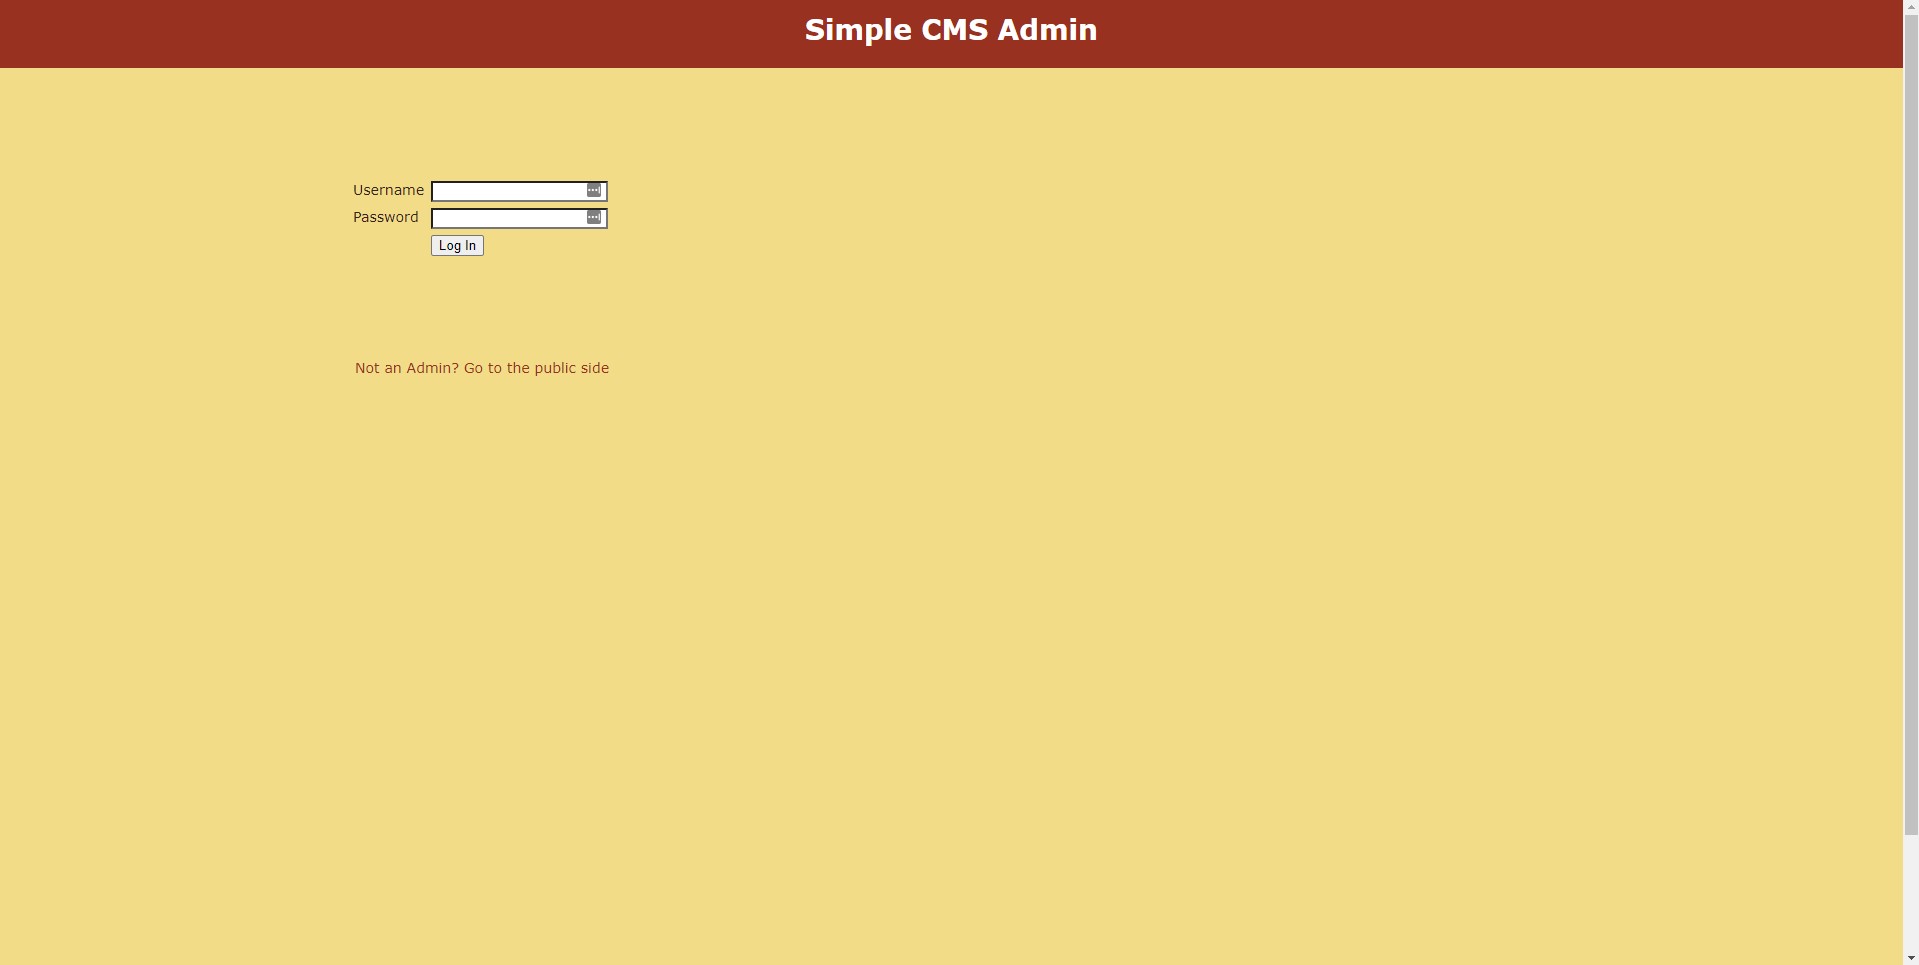 Simple CMS Admin
Username
Password
Log In
Not an Admin? Go to the public side